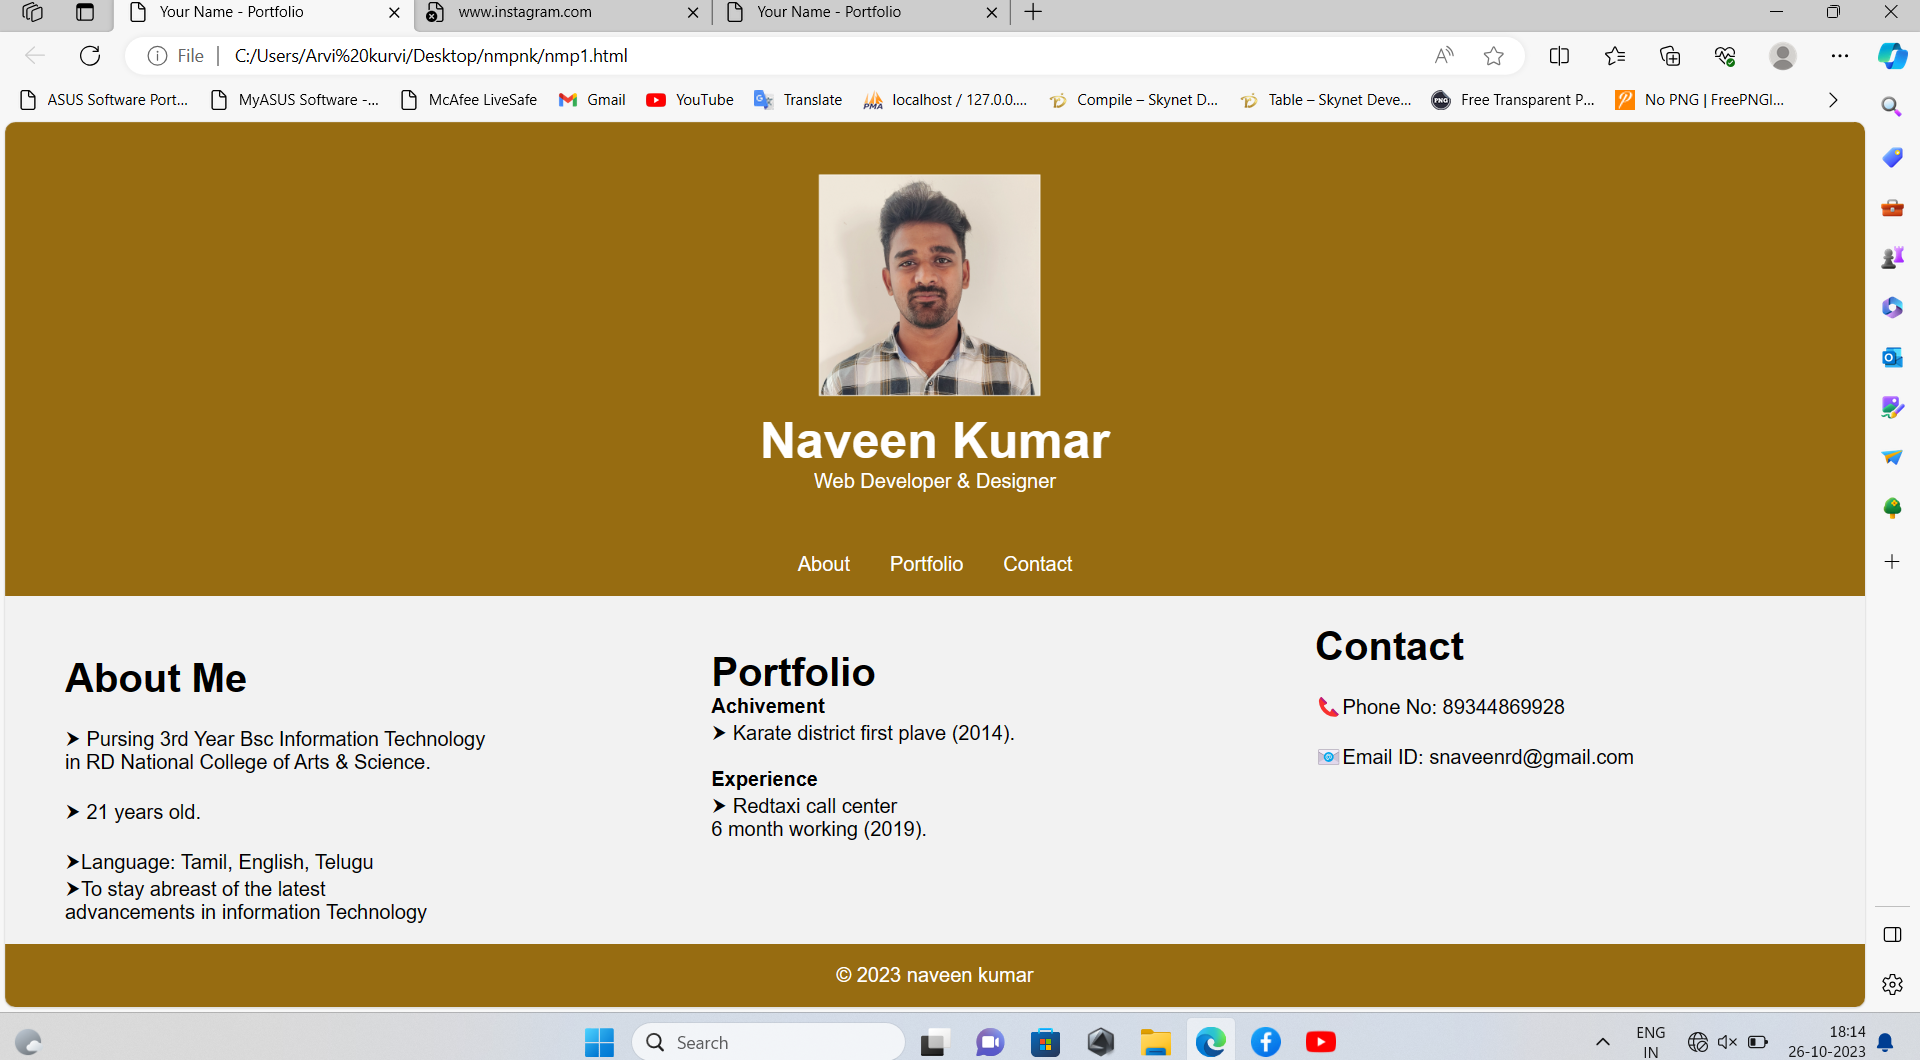 Your Name - Portfolio
www.instagram.com
Your Name - Portfolio
File
C:/Users/Arvi%20kurvi/Desktop/nmpnk/nmp1.html
ASUS Software Port...
MyASUS Software -...
McAfee LiveSafe
Gmail
YouTube
Translate
localhost / 127.0.0....
Compile – Skynet D...
Table – Skynet Deve...
Free Transparent P...
No PNG | FreePNGI...
Naveen Kumar
Web Developer & Designer
About
Portfolio
Contact
About Me
➤ Pursing 3rd Year Bsc Information Technology
in RD National College of Arts & Science.
➤ 21 years old.
➤Language: Tamil, English, Telugu
➤To stay abreast of the latest
advancements in information Technology
Portfolio
Achivement
➤ Karate district first plave (2014).
Experience
➤ Redtaxi call center
6 month working (2019).
Contact
📞Phone No: 89344869928
📧Email ID: snaveenrd@gmail.com
© 2023 naveen kumar
Search
ENG
IN
18:14
26-10-2023